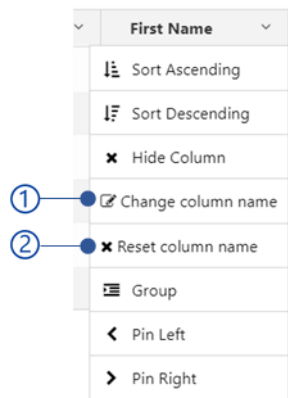 First Name
Sort Ascending
Sort Descending
Hide Column
1 Change column name
2 Reset column name
Group
Pin Left
Pin Right